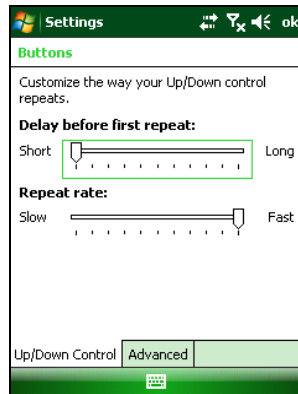 Settings ok
Buttons
Customize the way your Up/Down control
repeats.
Delay before first repeat:
Short Long
Repeat rate:
Slow Fast
Up/Down Control Advanced